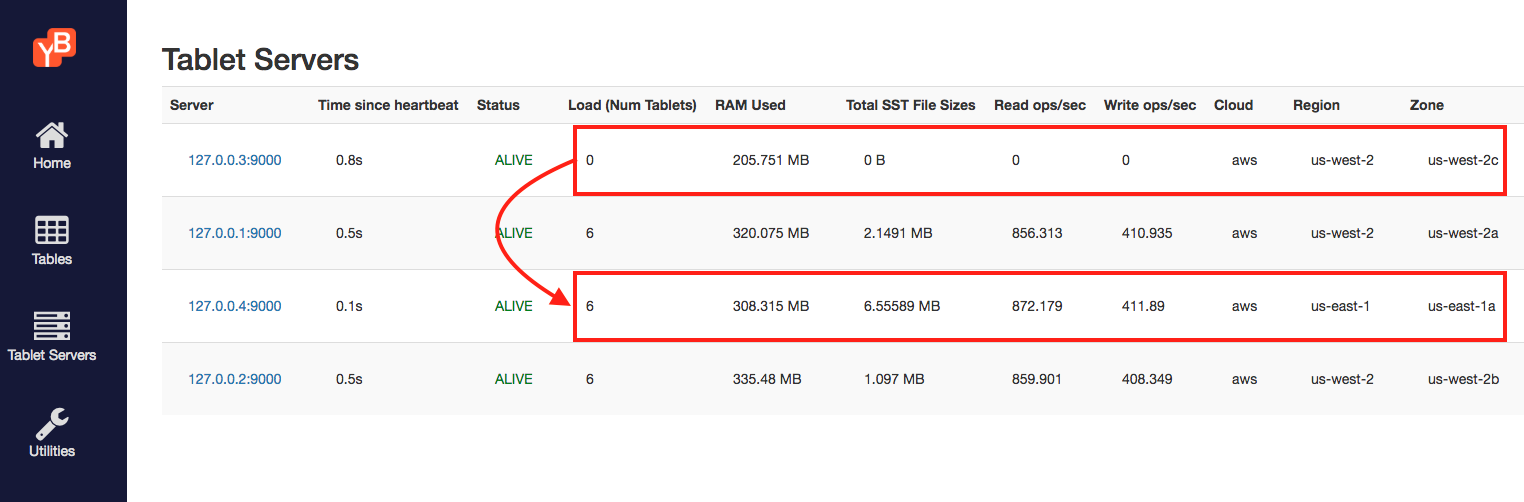 YB
Home
Tables
Tablet Servers
Utilities
Tablet Servers
Server Time since heartbeat Status Load (Num Tablets) RAM Used Total SST File Sizes Read ops/sec Write ops/sec Cloud Region Zone
127.0.0.3:9000 0.8s ALIVE 0 205.751 MB 0 B 0 0 aws us-west-2 us-west-2c
127.0.0.1:9000 0.5s ALIVE 6 320.075 MB 2.1491 MB 856.313 410.935 aws us-west-2 us-west-2a
127.0.0.4:9000 0.1s ALIVE 6 308.315 MB 6.55589 MB 872.179 411.89 aws us-east-1 us-east-1a
127.0.0.2:9000 0.5s ALIVE 6 335.48 MB 1.097 MB 859.901 408.349 aws us-west-2 us-west-2b